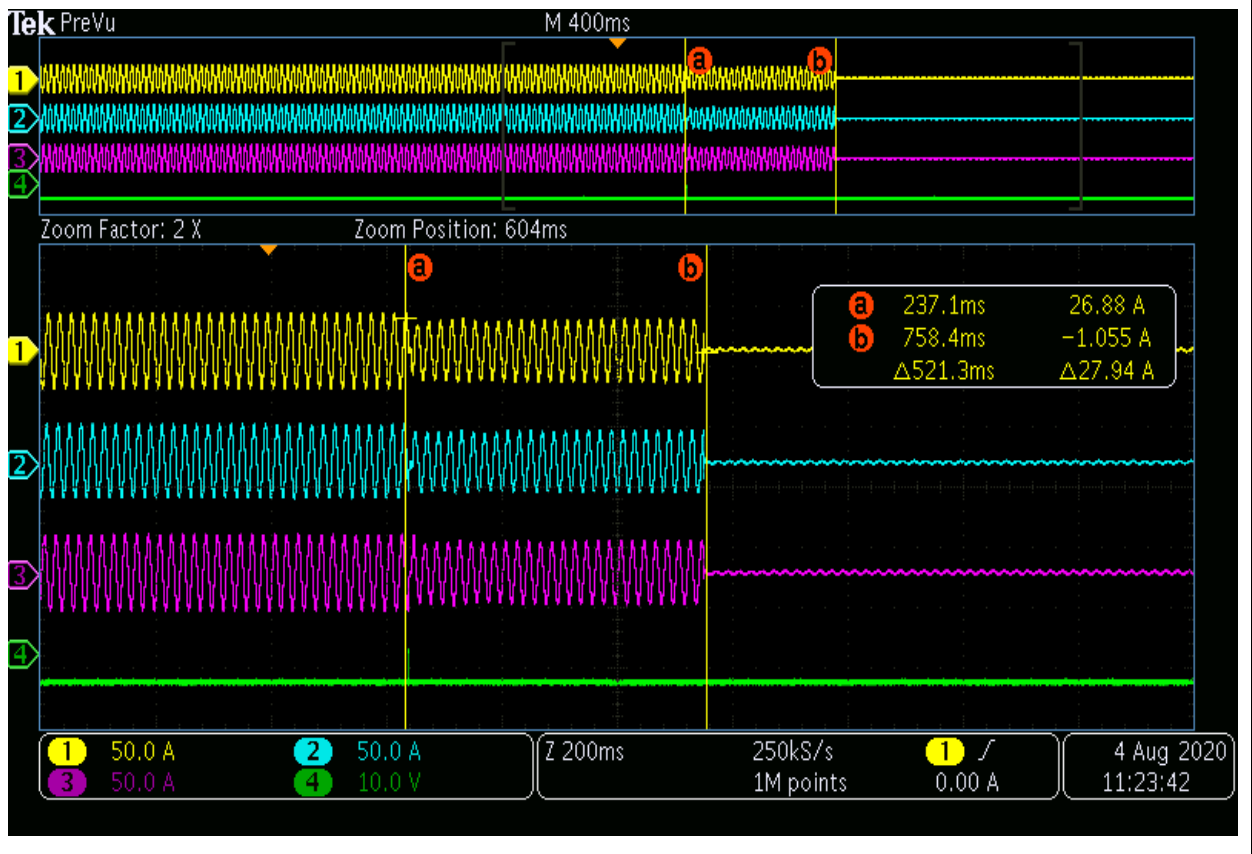 Tek PreVu M 400ms
a b
1
2
3
4
Zoom Factor: 2 X Zoom Position: 604ms
a b
a 237.1ms 26.88 A
b 758.4ms −1.055 A
Δ521.3ms Δ27.94 A
1
2
3
4
1 50.0 A 2 50.0 A Z 200ms 250kS/s 1 4 Aug 2020
3 50.0 A 4 10.0 V 1M points 0.00 A 11:23:42